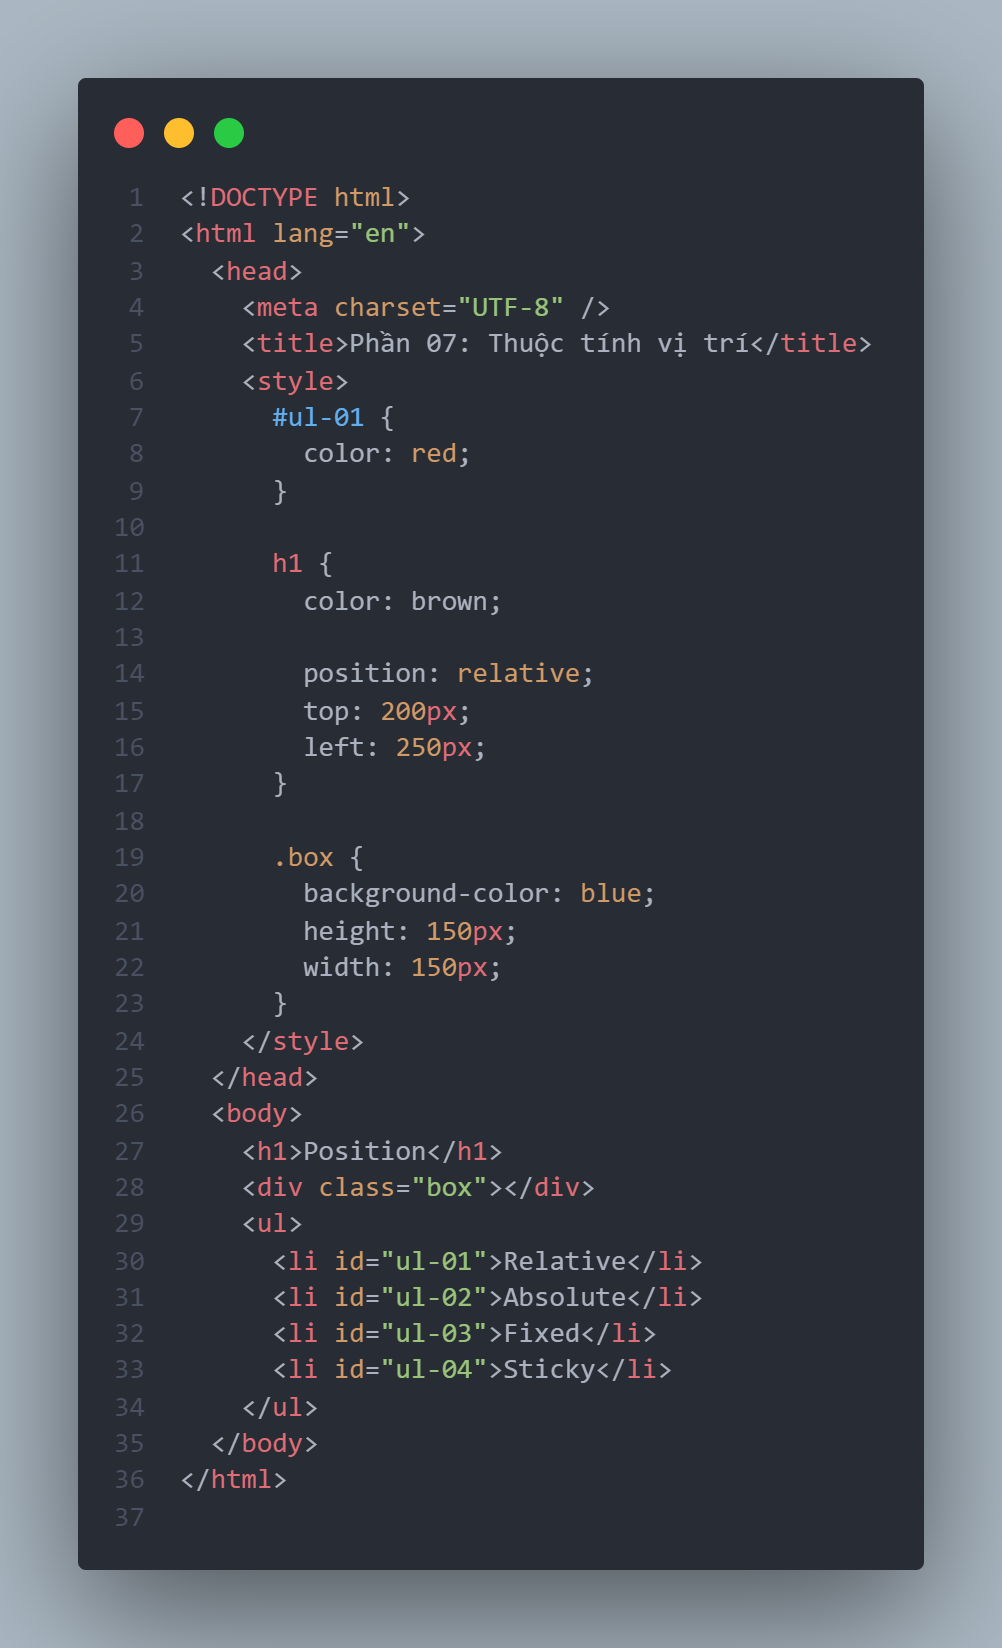 1 <!DOCTYPE html>
2 <html lang="en">
3   <head>
4     <meta charset="UTF-8" />
5     <title>Phần 07: Thuộc tính vị trí</title>
6     <style>
7       #ul-01 {
8         color: red;
9       }
10
11       h1 {
12         color: brown;
13
14         position: relative;
15         top: 200px;
16         left: 250px;
17       }
18
19       .box {
20         background-color: blue;
21         height: 150px;
22         width: 150px;
23       }
24     </style>
25   </head>
26   <body>
27     <h1>Position</h1>
28     <div class="box"></div>
29     <ul>
30       <li id="ul-01">Relative</li>
31       <li id="ul-02">Absolute</li>
32       <li id="ul-03">Fixed</li>
33       <li id="ul-04">Sticky</li>
34     </ul>
35   </body>
36 </html>
37